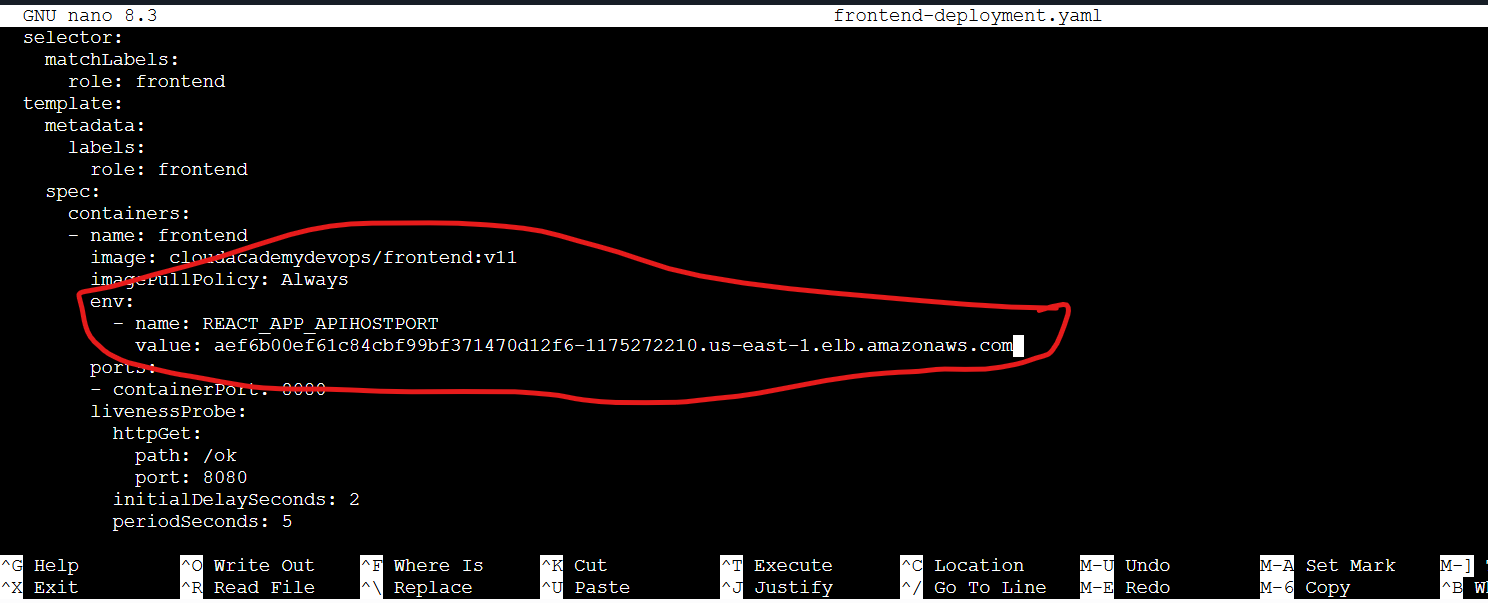 GNU nano 8.3 frontend-deployment.yaml
selector:
matchLabels:
role: frontend
template:
metadata:
labels:
role: frontend
spec:
containers:
- name: frontend
image: cloudacademydevops/frontend:v11
imagePullPolicy: Always
env:
- name: REACT_APP_APIHOSTPORT
value: aef6b00ef61c84cbf99bf371470d12f6-1175272210.us-east-1.elb.amazonaws.com
ports:
- containerPort: 8080
livenessProbe:
httpGet:
path: /ok
port: 8080
initialDelaySeconds: 2
periodSeconds: 5
^G Help ^O Write Out ^F Where Is ^K Cut ^T Execute ^C Location M-U Undo M-A Set Mark M-]
^X Exit ^R Read File ^\ Replace ^U Paste ^J Justify ^/ Go To Line M-E Redo M-6 Copy ^B